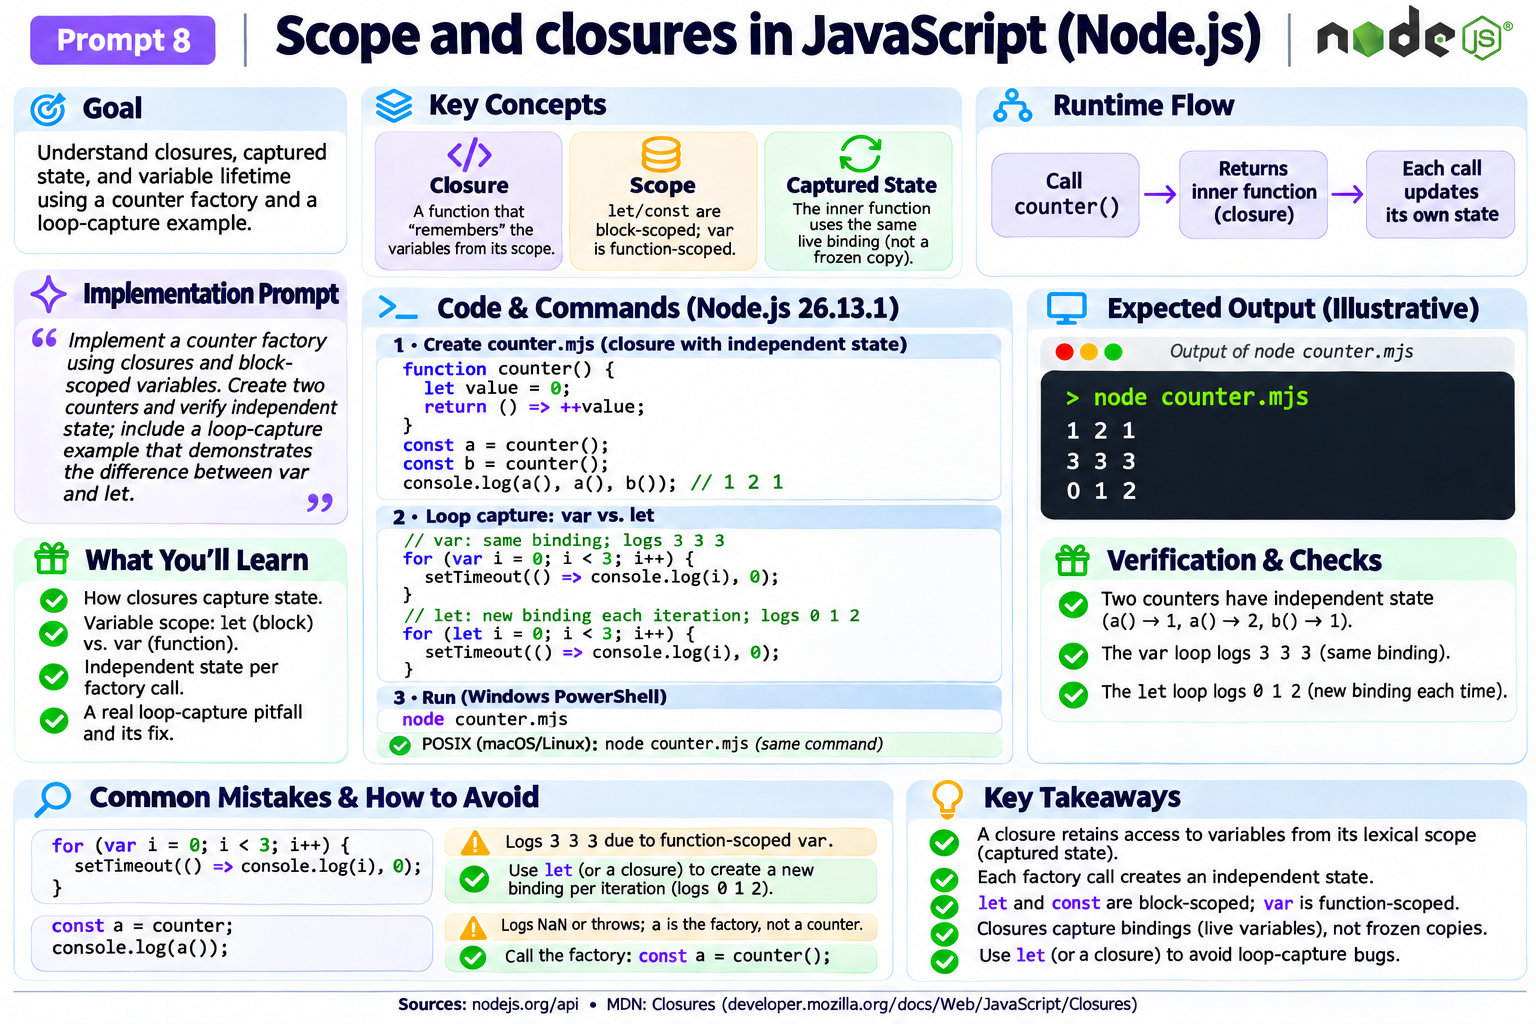 Prompt 8
Scope and closures in JavaScript (Node.js)
node JS ®
Goal
Understand closures, captured
state, and variable lifetime
using a counter factory and a
loop-capture example.
Key Concepts
</>
Closure
A function that
“remembers” the
variables from its scope.
Scope
let/const are
block-scoped; var
is function-scoped.
Captured State
The inner function
uses the same
live binding (not a
frozen copy).
Runtime Flow
Call
counter()
Returns
inner function
(closure)
Each call
updates
its own state
Implementation Prompt
“ Implement a counter factory
using closures and block-
scoped variables. Create two
counters and verify independent
state; include a loop-capture
example that demonstrates
the difference between var
and let. ”
What You’ll Learn
How closures capture state.
Variable scope: let (block)
vs. var (function).
Independent state per
factory call.
A real loop-capture pitfall
and its fix.
>_ Code & Commands (Node.js 26.13.1)
1 • Create counter.mjs (closure with independent state)
function counter() {
let value = 0;
return () => ++value;
}
const a = counter();
const b = counter();
console.log(a(), a(), b()); // 1 2 1
2 • Loop capture: var vs. let
// var: same binding; logs 3 3 3
for (var i = 0; i < 3; i++) {
setTimeout(() => console.log(i), 0);
}
// let: new binding each iteration; logs 0 1 2
for (let i = 0; i < 3; i++) {
setTimeout(() => console.log(i), 0);
}
3 • Run (Windows PowerShell)
node counter.mjs
POSIX (macOS/Linux): node counter.mjs (same command)
Expected Output (Illustrative)
Output of node counter.mjs
> node counter.mjs
1 2 1
3 3 3
0 1 2
Verification & Checks
Two counters have independent state
(a() → 1, a() → 2, b() → 1).
The var loop logs 3 3 3 (same binding).
The let loop logs 0 1 2 (new binding each time).
Common Mistakes & How to Avoid
for (var i = 0; i < 3; i++) {
setTimeout(() => console.log(i), 0);
}
Logs 3 3 3 due to function-scoped var.
Use let (or a closure) to create a new
binding per iteration (logs 0 1 2).
const a = counter;
console.log(a());
Logs NaN or throws; a is the factory, not a counter.
Call the factory: const a = counter();
Key Takeaways
A closure retains access to variables from its lexical scope
(captured state).
Each factory call creates an independent state.
let and const are block-scoped; var is function-scoped.
Closures capture bindings (live variables), not frozen copies.
Use let (or a closure) to avoid loop-capture bugs.
Sources: nodejs.org/api • MDN: Closures (developer.mozilla.org/docs/Web/JavaScript/Closures)